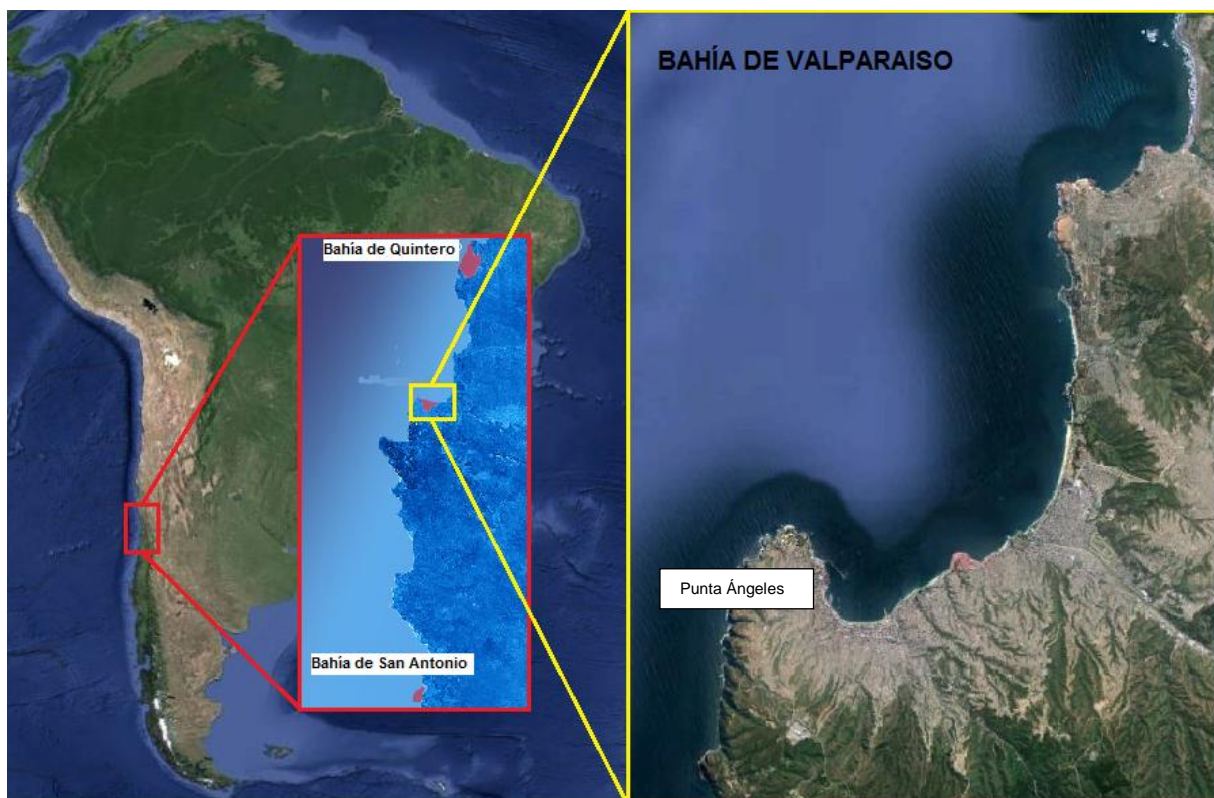 BAHÍA DE VALPARAISO
Bahía de Quintero
Punta Ángeles
Bahía de San Antonio